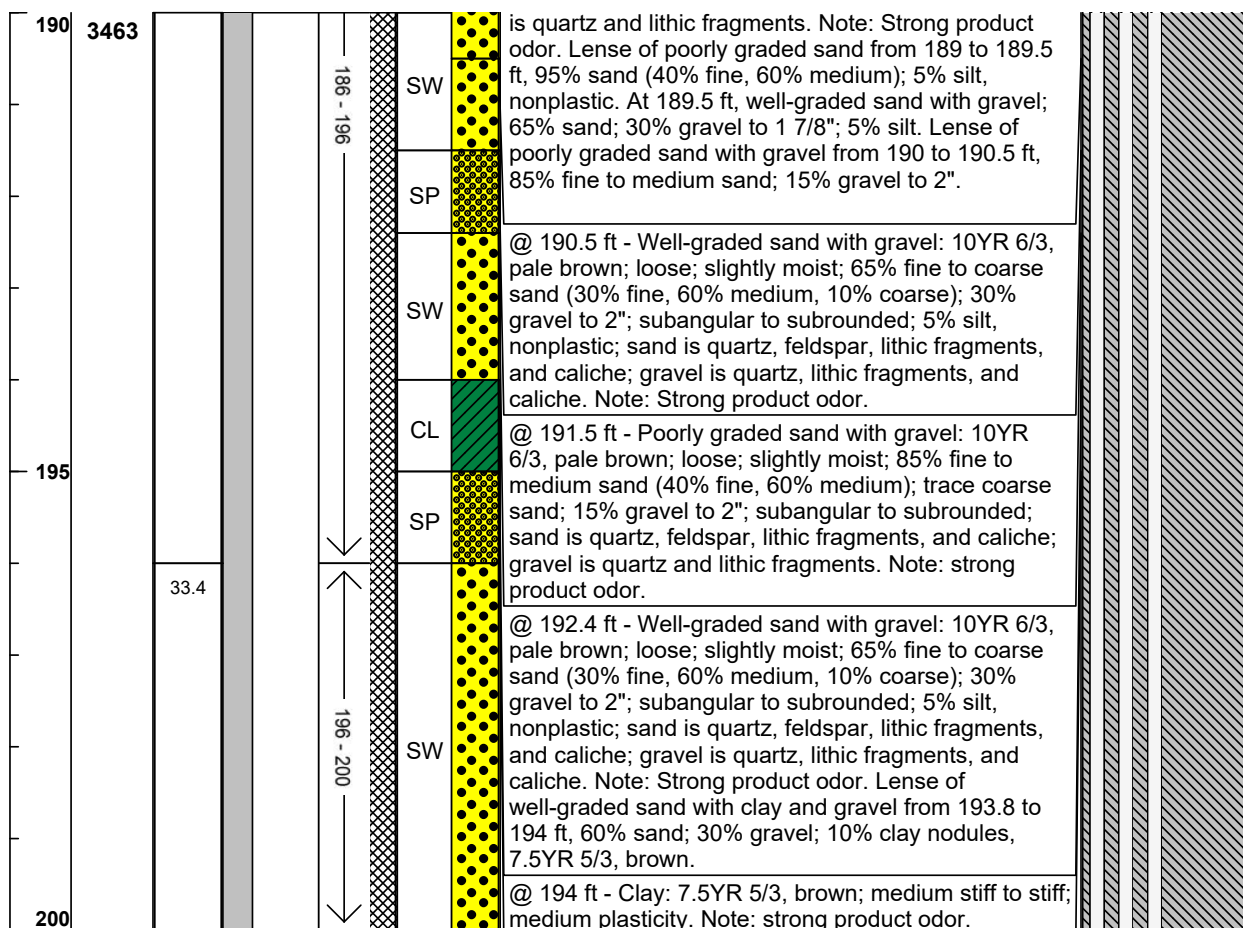 190
3463
195
200
33.4
186 - 196
196 - 200
SW
SP
SW
CL
SP
SW
is quartz and lithic fragments. Note: Strong product
odor. Lense of poorly graded sand from 189 to 189.5
ft, 95% sand (40% fine, 60% medium); 5% silt,
nonplastic. At 189.5 ft, well-graded sand with gravel;
65% sand; 30% gravel to 1 7/8"; 5% silt. Lense of
poorly graded sand with gravel from 190 to 190.5 ft,
85% fine to medium sand; 15% gravel to 2".
@ 190.5 ft - Well-graded sand with gravel: 10YR 6/3,
pale brown; loose; slightly moist; 65% fine to coarse
sand (30% fine, 60% medium, 10% coarse); 30%
gravel to 2"; subangular to subrounded; 5% silt,
nonplastic; sand is quartz, feldspar, lithic fragments,
and caliche; gravel is quartz, lithic fragments, and
caliche. Note: Strong product odor.
@ 191.5 ft - Poorly graded sand with gravel: 10YR
6/3, pale brown; loose; slightly moist; 85% fine to
medium sand (40% fine, 60% medium); trace coarse
sand; 15% gravel to 2"; subangular to subrounded;
sand is quartz, feldspar, lithic fragments, and caliche;
gravel is quartz and lithic fragments. Note: strong
product odor.
@ 192.4 ft - Well-graded sand with gravel: 10YR 6/3,
pale brown; loose; slightly moist; 65% fine to coarse
sand (30% fine, 60% medium, 10% coarse); 30%
gravel to 2"; subangular to subrounded; 5% silt,
nonplastic; sand is quartz, feldspar, lithic fragments,
and caliche; gravel is quartz, lithic fragments, and
caliche. Note: Strong product odor. Lense of
well-graded sand with clay and gravel from 193.8 to
194 ft, 60% sand; 30% gravel; 10% clay nodules,
7.5YR 5/3, brown.
@ 194 ft - Clay: 7.5YR 5/3, brown; medium stiff to stiff;
medium plasticity. Note: strong product odor.